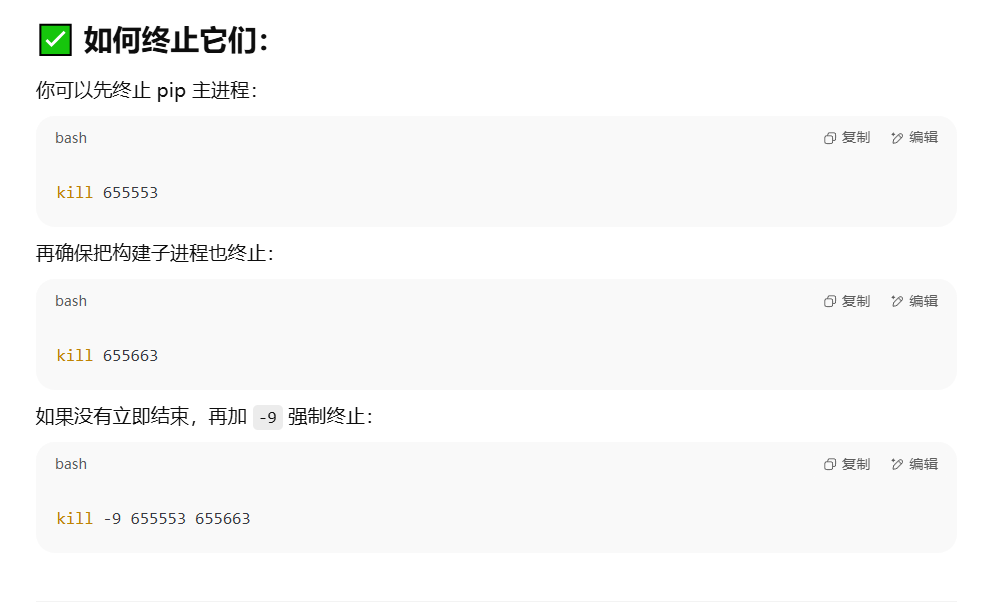 ✅ 如何终止它们：
你可以先终止 pip 主进程：
bash 复制 编辑
kill 655553
再确保把构建子进程也终止：
bash 复制 编辑
kill 655663
如果没有立即结束，再加 -9 强制终止：
bash 复制 编辑
kill -9 655553 655663